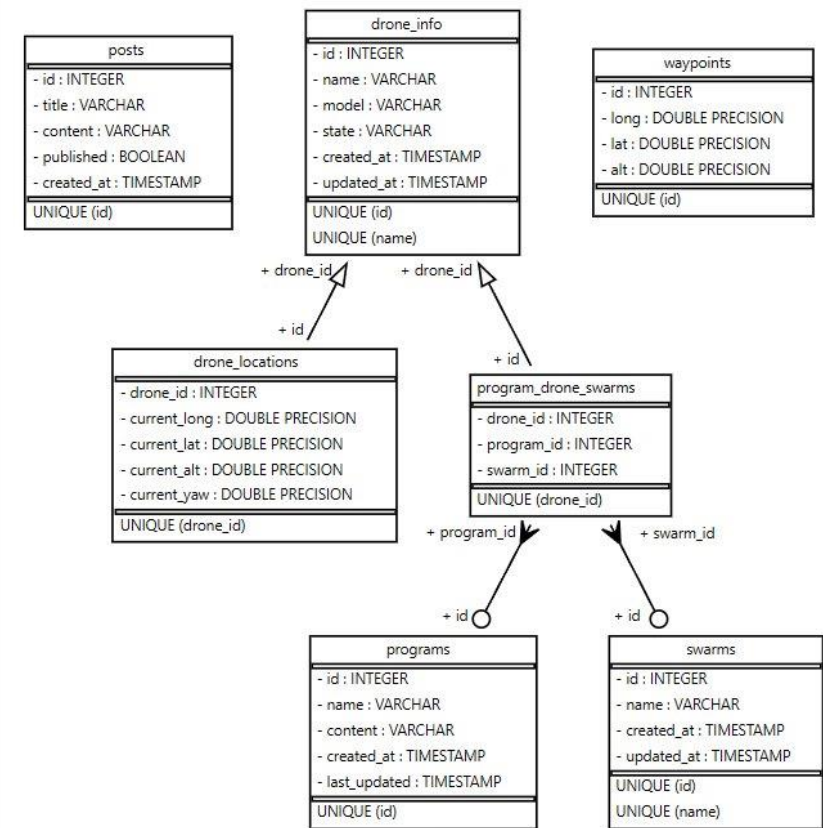 posts
- id : INTEGER
- title : VARCHAR
- content : VARCHAR
- published : BOOLEAN
- created_at : TIMESTAMP
UNIQUE (id)
drone_info
- id : INTEGER
- name : VARCHAR
- model : VARCHAR
- state : VARCHAR
- created_at : TIMESTAMP
- updated_at : TIMESTAMP
UNIQUE (id)
UNIQUE (name)
waypoints
- id : INTEGER
- long : DOUBLE PRECISION
- lat : DOUBLE PRECISION
- alt : DOUBLE PRECISION
UNIQUE (id)
+ drone_id
+ drone_id
+ id
+ id
drone_locations
- drone_id : INTEGER
- current_long : DOUBLE PRECISION
- current_lat : DOUBLE PRECISION
- current_alt : DOUBLE PRECISION
- current_yaw : DOUBLE PRECISION
UNIQUE (drone_id)
program_drone_swarms
- drone_id : INTEGER
- program_id : INTEGER
- swarm_id : INTEGER
UNIQUE (drone_id)
+ program_id
+ swarm_id
+ id
+ id
programs
- id : INTEGER
- name : VARCHAR
- content : VARCHAR
- created_at : TIMESTAMP
- last_updated : TIMESTAMP
UNIQUE (id)
swarms
- id : INTEGER
- name : VARCHAR
- created_at : TIMESTAMP
- updated_at : TIMESTAMP
UNIQUE (id)
UNIQUE (name)